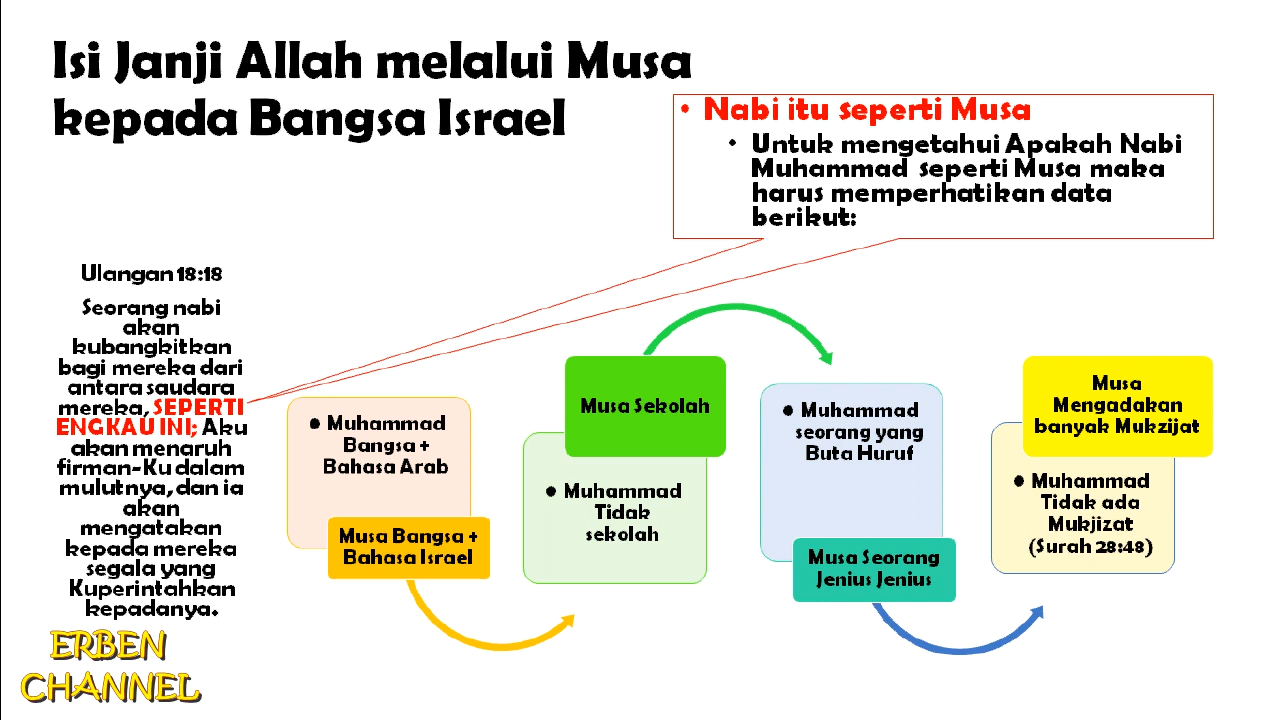 Isi Janji Allah melalui Musa
kepada Bangsa Israel
• Nabi itu seperti Musa
• Untuk mengetahui Apakah Nabi
Muhammad seperti Musa maka
harus memperhatikan data
berikut:
Ulangan 18:18
Seorang nabi
akan
kubangkitkan
bagi mereka dari
antara saudara
mereka, SEPERTI
ENGKAU INI; Aku
akan menaruh
firman-Ku dalam
mulutnya, dan ia
akan
mengatakan
kepada mereka
segala yang
Kuperintahkan
kepadanya.
• Muhammad
Bangsa +
Bahasa Arab
Musa Bangsa +
Bahasa Israel
Musa Sekolah
• Muhammad
Tidak
sekolah
• Muhammad
seorang yang
Buta Huruf
Musa Seorang
Jenius Jenius
Musa
Mengadakan
banyak Mukzijat
• Muhammad
Tidak ada
Mukjizat
(Surah 28:48)
ERBEN
CHANNEL